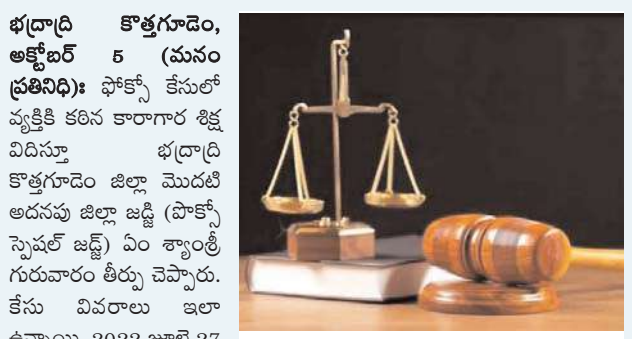 భద్రాద్రి కొత్తగూడెం,
అక్టోబర్ 5 (మనం
ప్రతినిధి): ఫోక్సో కేసులో
వ్యక్తికి కఠిన కారాగార శిక్ష
విదిస్తూ భద్రాద్రి
కొత్తగూడెం జిల్లా మొదటి
అదనపు జిల్లా జడ్జి (పొక్సో
స్పెషల్ జడ్జ్) ఏం శ్యాంశ్రీ
గురువారం తీర్పు చెప్పారు.
కేసు వివరాలు ఇలా